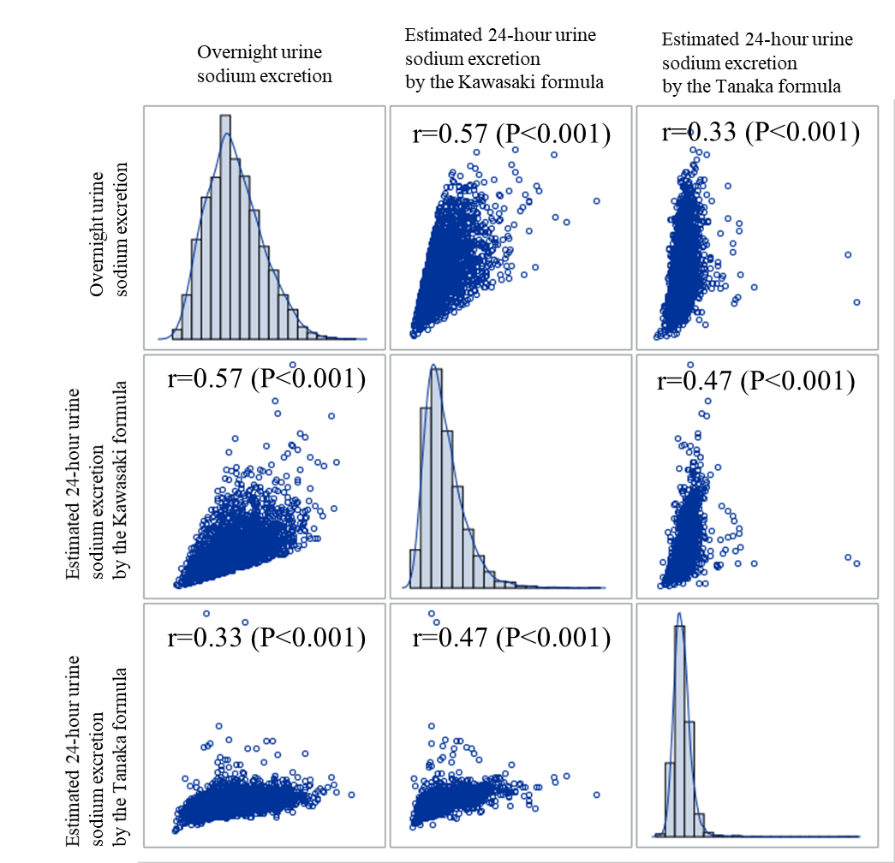 Overnight urine
sodium excretion
Estimated 24-hour urine
sodium excretion
by the Kawasaki formula
Estimated 24-hour urine
sodium excretion
by the Tanaka formula
Overnight urine
sodium excretion
r=0.57 (P<0.001)
r=0.33 (P<0.001)
Estimated 24-hour urine
sodium excretion
by the Kawasaki formula
r=0.57 (P<0.001)
r=0.47 (P<0.001)
Estimated 24-hour urine
sodium excretion
by the Tanaka formula
r=0.33 (P<0.001)
r=0.47 (P<0.001)